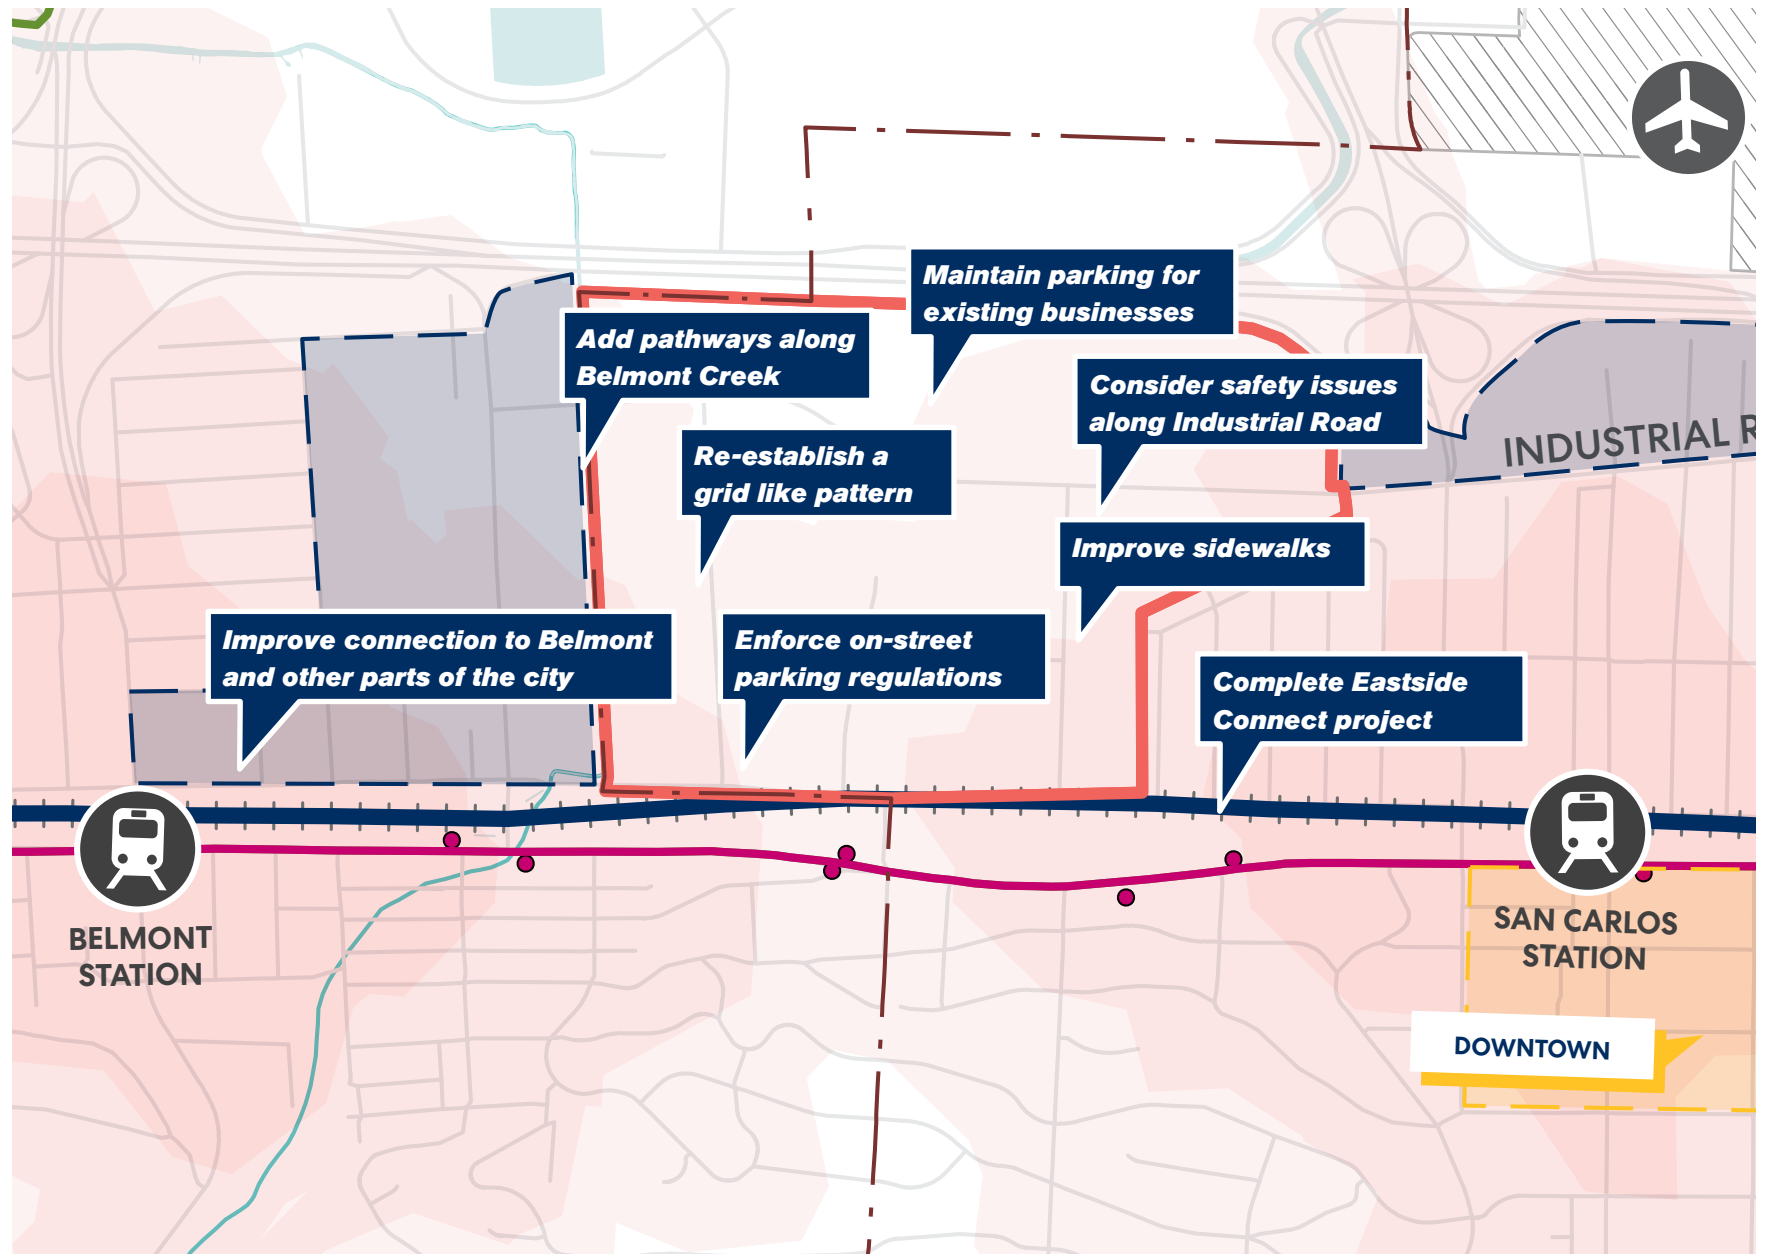 Maintain parking for
existing businesses
Add pathways along
Belmont Creek
Consider safety issues
along Industrial Road
INDUSTRIAL
Re-establish a
grid like pattern
Improve sidewalks
Improve connection to Belmont
and other parts of the city
Enforce on-street
parking regulations
Complete Eastside
Connect project
BELMONT
STATION
SAN CARLOS
STATION
DOWNTOWN